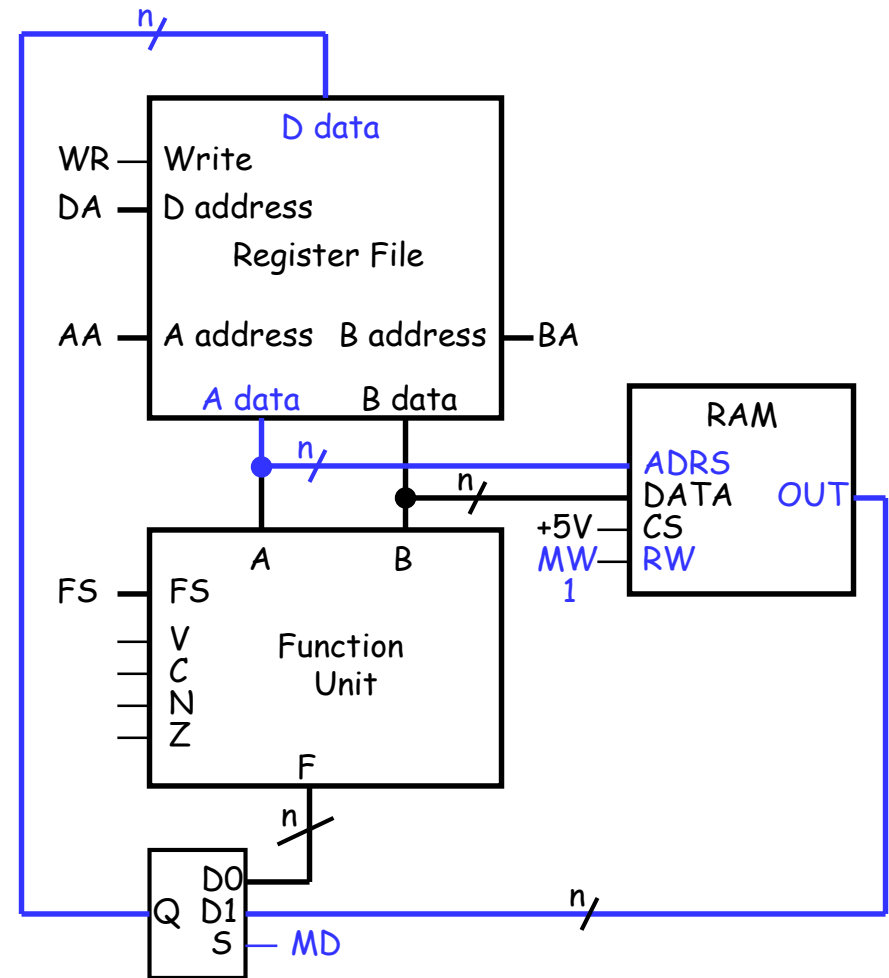 n
D data
WR Write
DA D address
Register File
AA A address B address BA
A data B data
RAM
n
ADRS
n
DATA OUT
+5V CS
MW RW
1
A B
FS FS
V
Function
C
Unit
N
Z
F
n
D0
Q D1
n
S MD